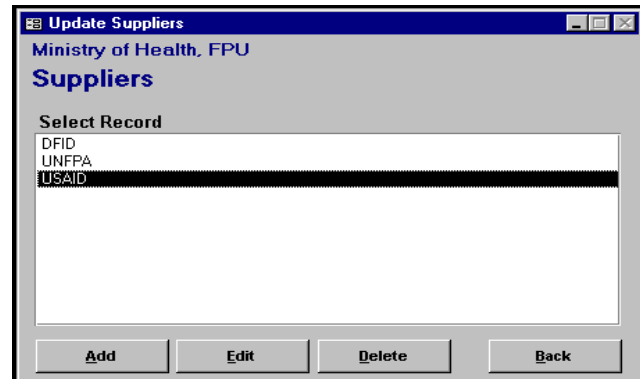 Update Suppliers
Ministry of Health, FPU
Suppliers
Select Record
DFID
UNFPA
USAID
Add Edit Delete Back